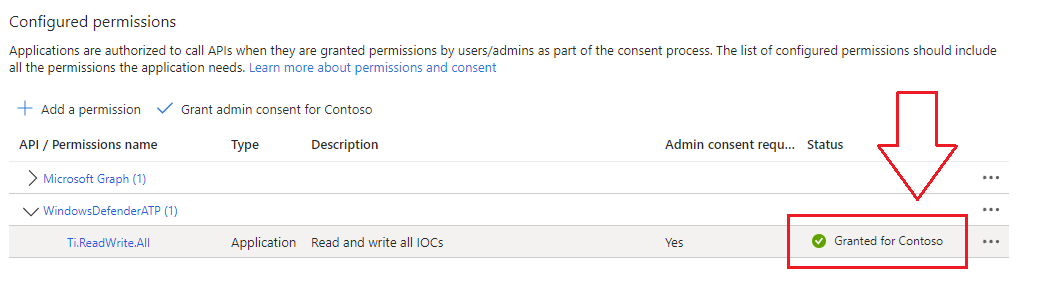 Configured permissions
Applications are authorized to call APIs when they are granted permissions by users/admins as part of the consent process. The list of configured permissions should include
all the permissions the application needs. Learn more about permissions and consent
Add a permission Grant admin consent for Contoso
API / Permissions name Type Description Admin consent requ... Status
Microsoft Graph (1)
WindowsDefenderATP (1)
Ti.ReadWrite.All Application Read and write all IOCs Yes Granted for Contoso